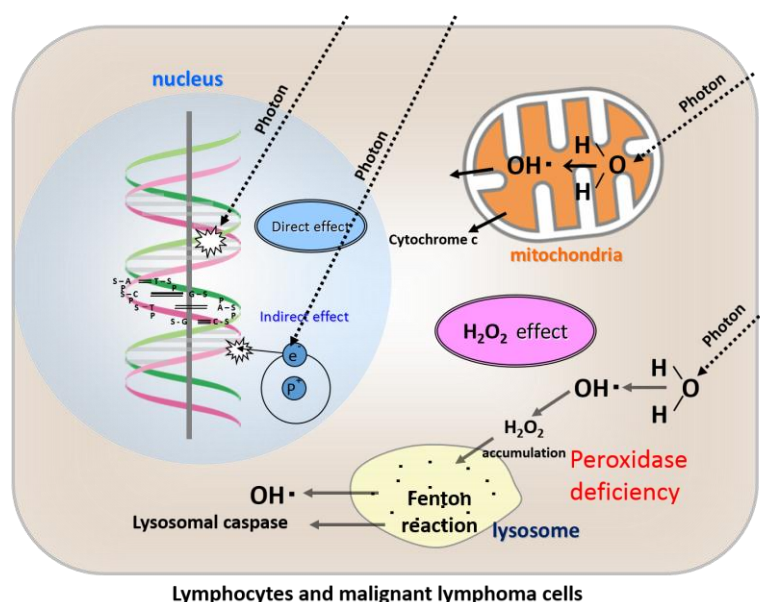 nucleus
Photon
Photon
Photon
H
OH· O
H
Direct effect
Cytochrome c
mitochondria
S-A T-S
P P
S-C G-S
P P
S-T A-S
P P
S-G C-S
Indirect effect
e-
P+
H₂O₂ effect
Photon
H
OH· O
H
H₂O₂
accumulation
Peroxidase
deficiency
OH·
Fentoh
reaction
Lysosomal caspase
lysosome
Lymphocytes and malignant lymphoma cells